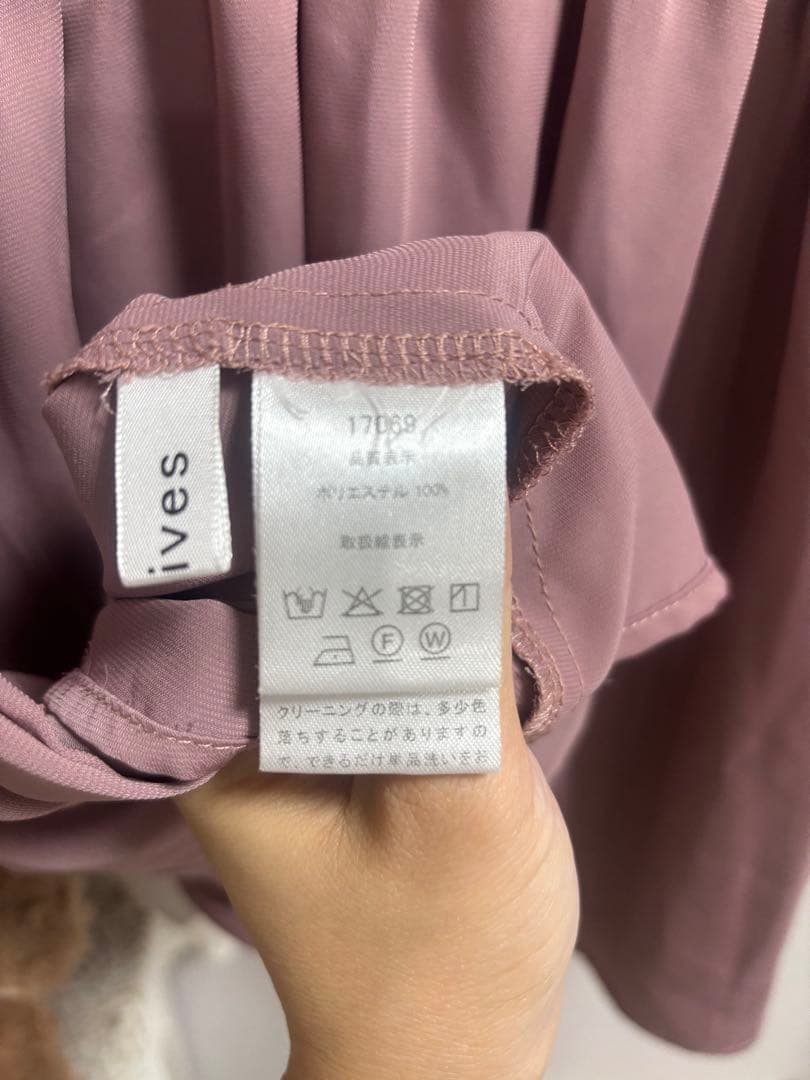 ives
17D69
品質表示
ポリエステル 100%
取扱絵表示
F W
クリーニングの際は、多少色
落ちすることがありますの
で、できるだけ単品洗いをお